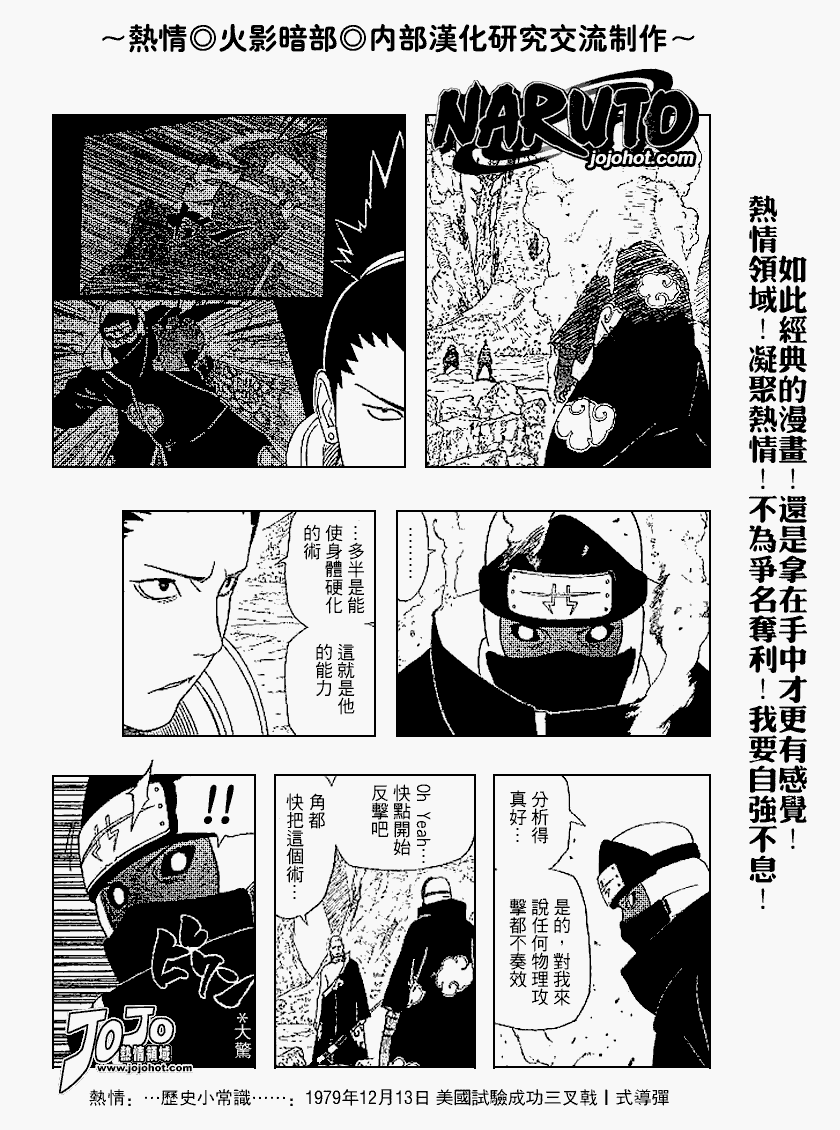 ～熱情◎火影暗部◎內部漢化研究交流制作～
NARUTO
jojohot.com
如此經典的漫畫！還是拿在手中才更有感覺！
熱情領域！凝聚熱情！不為爭名奪利！我要自強不息！
………
…多半是能
使身體硬化
的術
這就是他
的能力
分析得
真好…
是的，對我來
說任何物理攻
擊都不奏效
Oh Yeah…
快點開始
反擊吧
角都
快把這個術…
!!
ビクン
*大驚
JOJO
熱情領域
www.jojohot.com
熱情：…歷史小常識……：1979年12月13日 美國試驗成功三叉戟Ⅰ式導彈